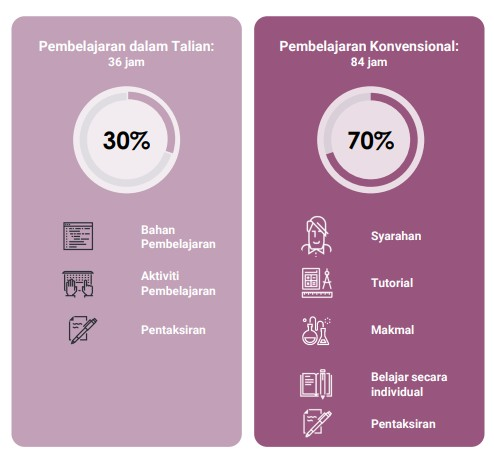 Pembelajaran dalam Talian:
36 jam
30%
Bahan
Pembelajaran
Aktiviti
Pembelajaran
Pentaksiran
Pembelajaran Konvensional:
84 jam
70%
Syarahan
Tutorial
Makmal
Belajar secara
individual
Pentaksiran